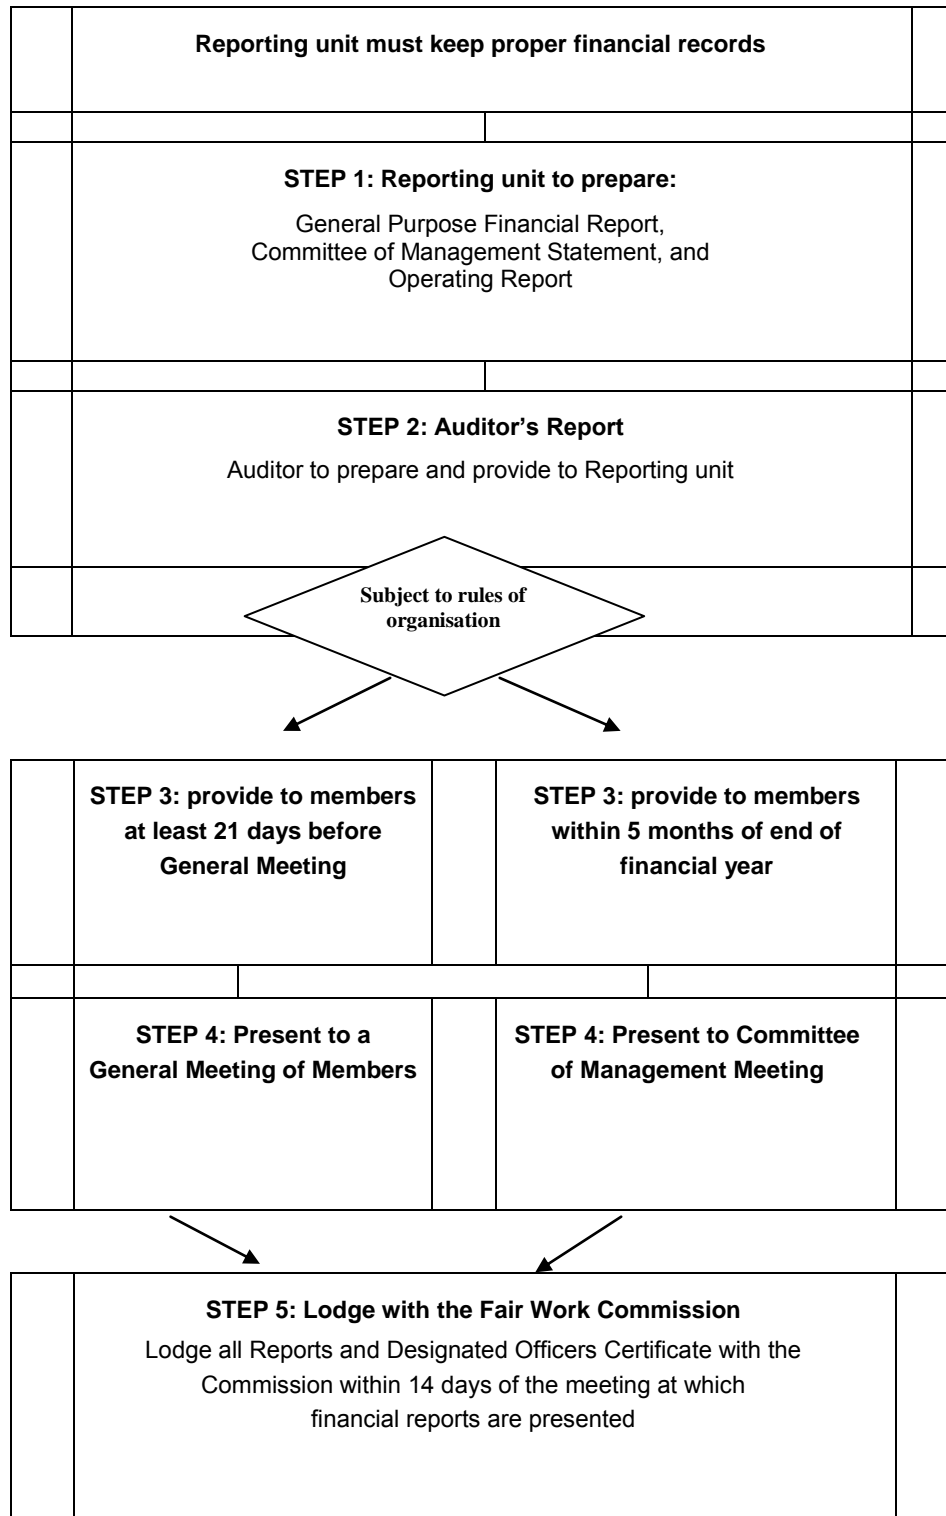 Reporting unit must keep proper financial records
STEP 1: Reporting unit to prepare:
General Purpose Financial Report,
Committee of Management Statement, and
Operating Report
STEP 2: Auditor’s Report
Auditor to prepare and provide to Reporting unit
Subject to rules of
organisation
STEP 3: provide to members
at least 21 days before
General Meeting
STEP 3: provide to members
within 5 months of end of
financial year
STEP 4: Present to a
General Meeting of Members
STEP 4: Present to Committee
of Management Meeting
STEP 5: Lodge with the Fair Work Commission
Lodge all Reports and Designated Officers Certificate with the
Commission within 14 days of the meeting at which
financial reports are presented